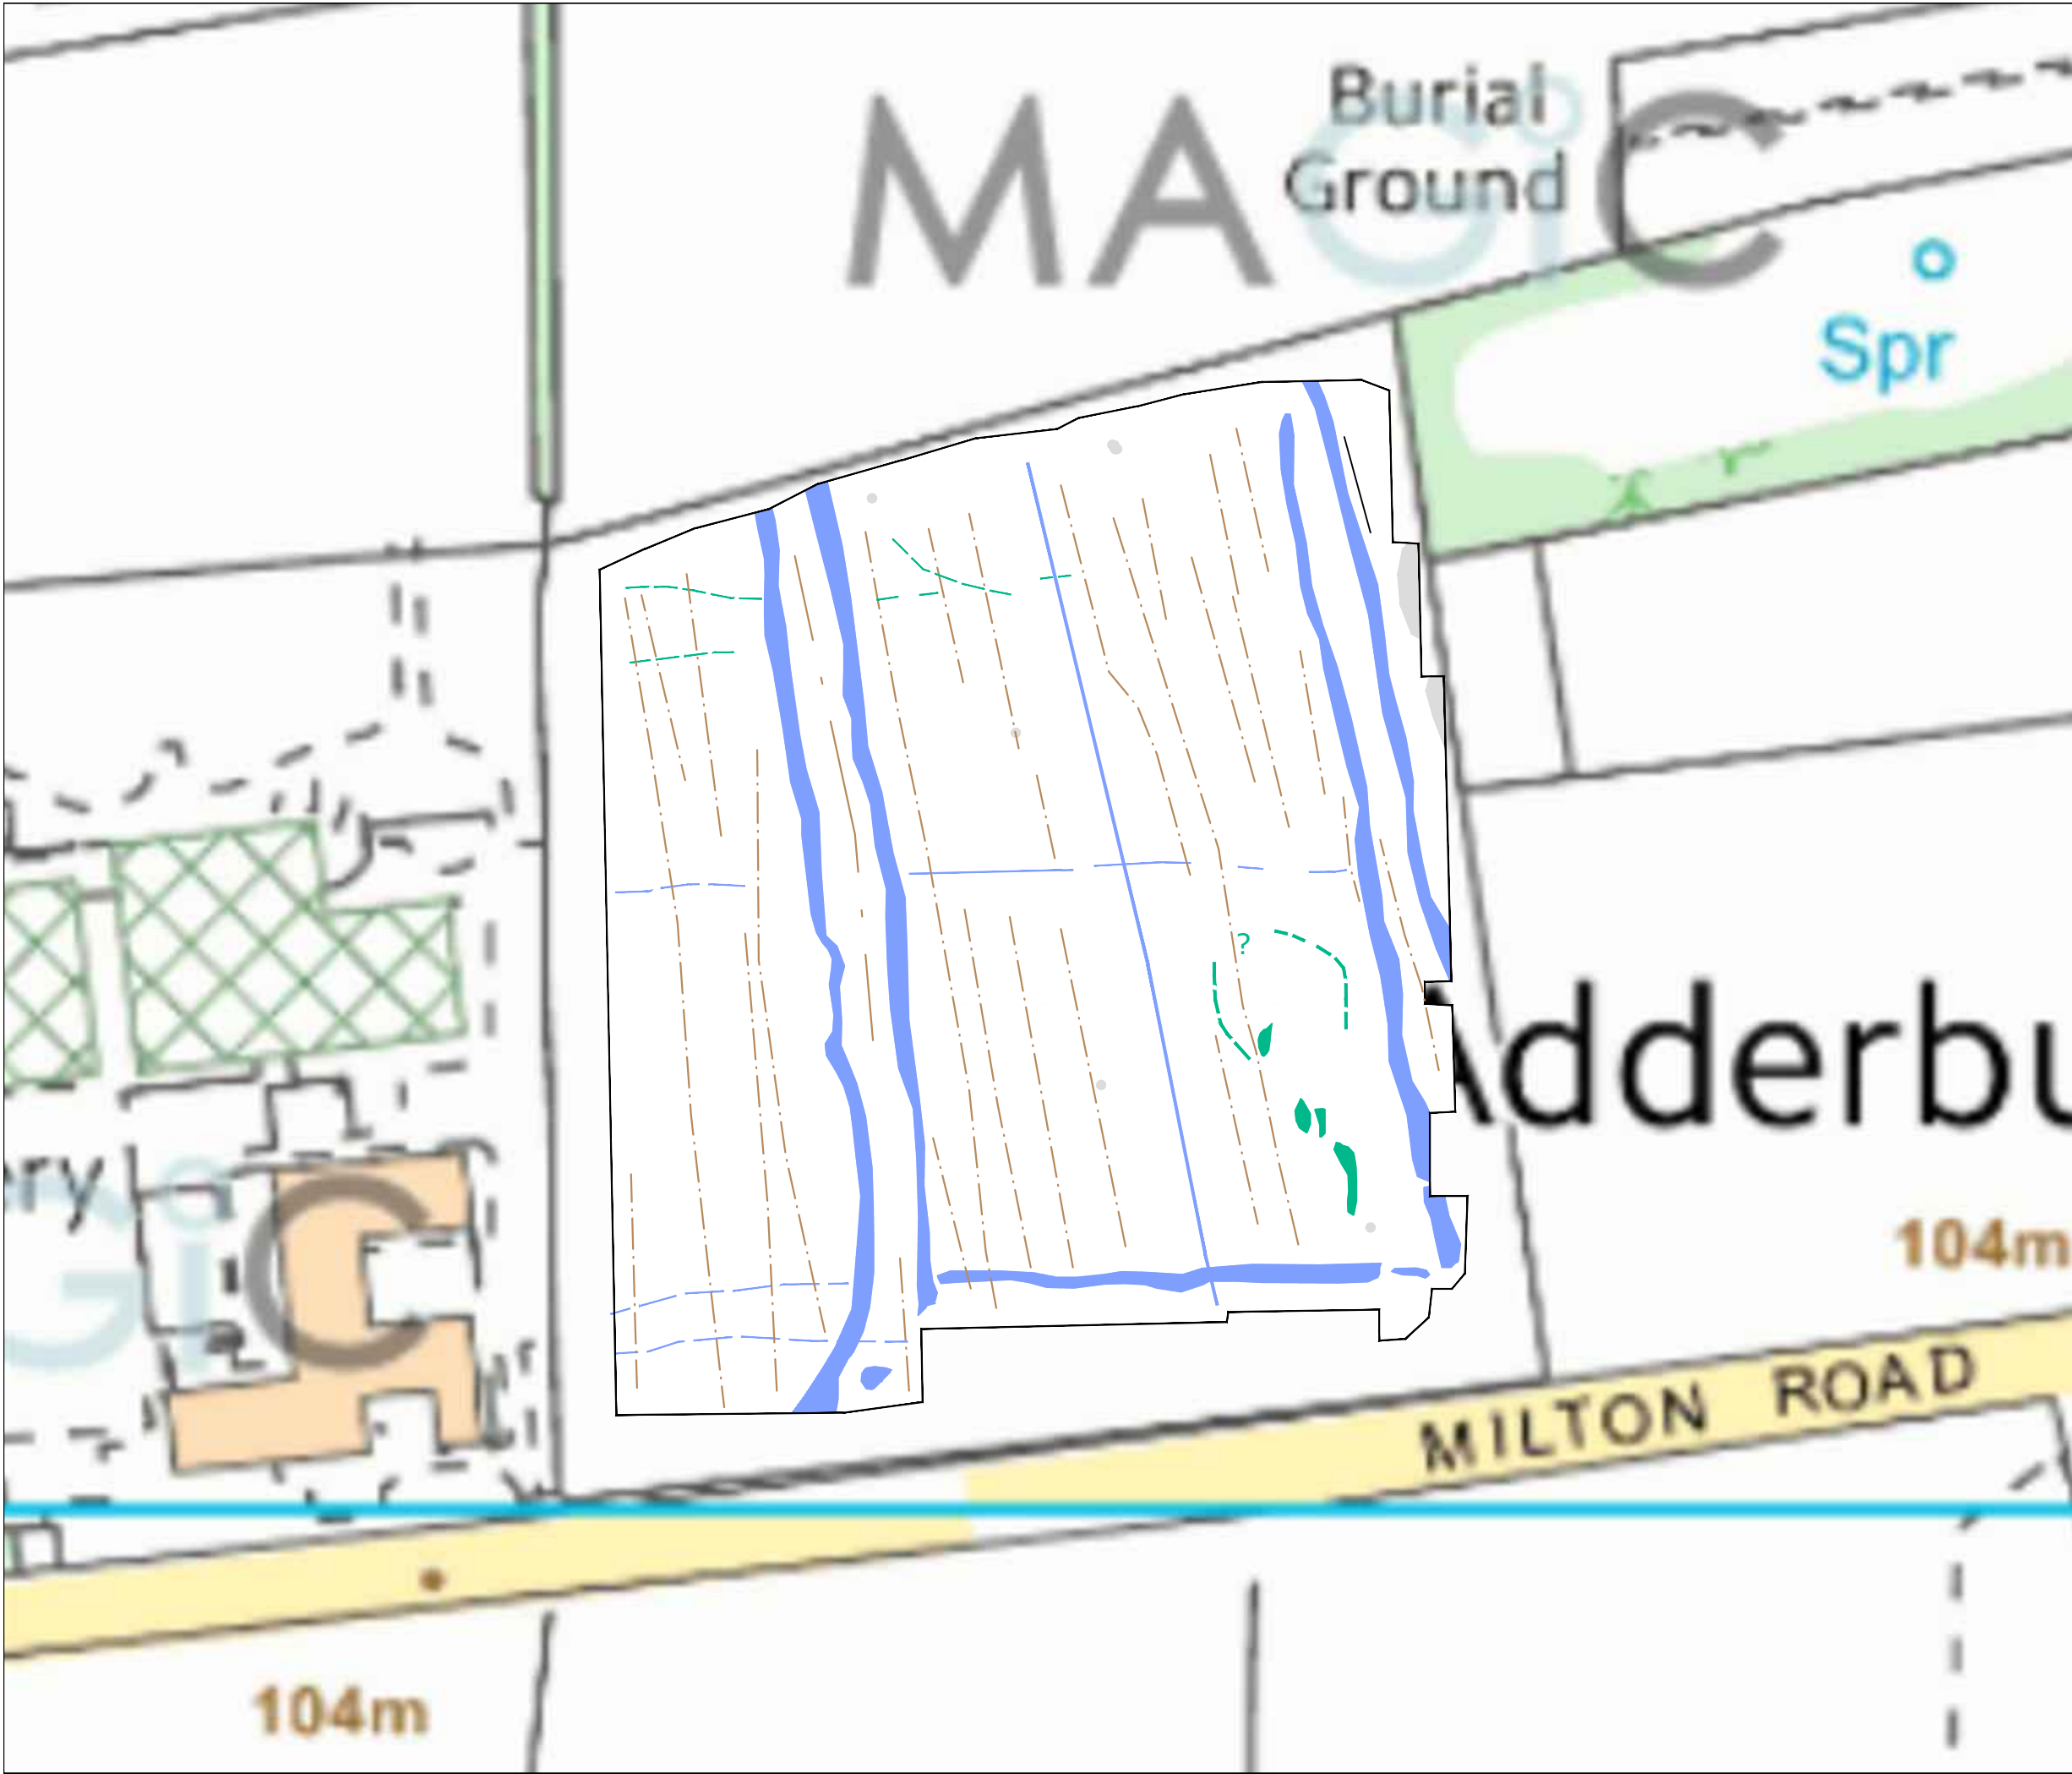 Burial
Ground
MAGiC
Spr
?
Adderbu
ry
GiC
104m
MILTON ROAD
104m